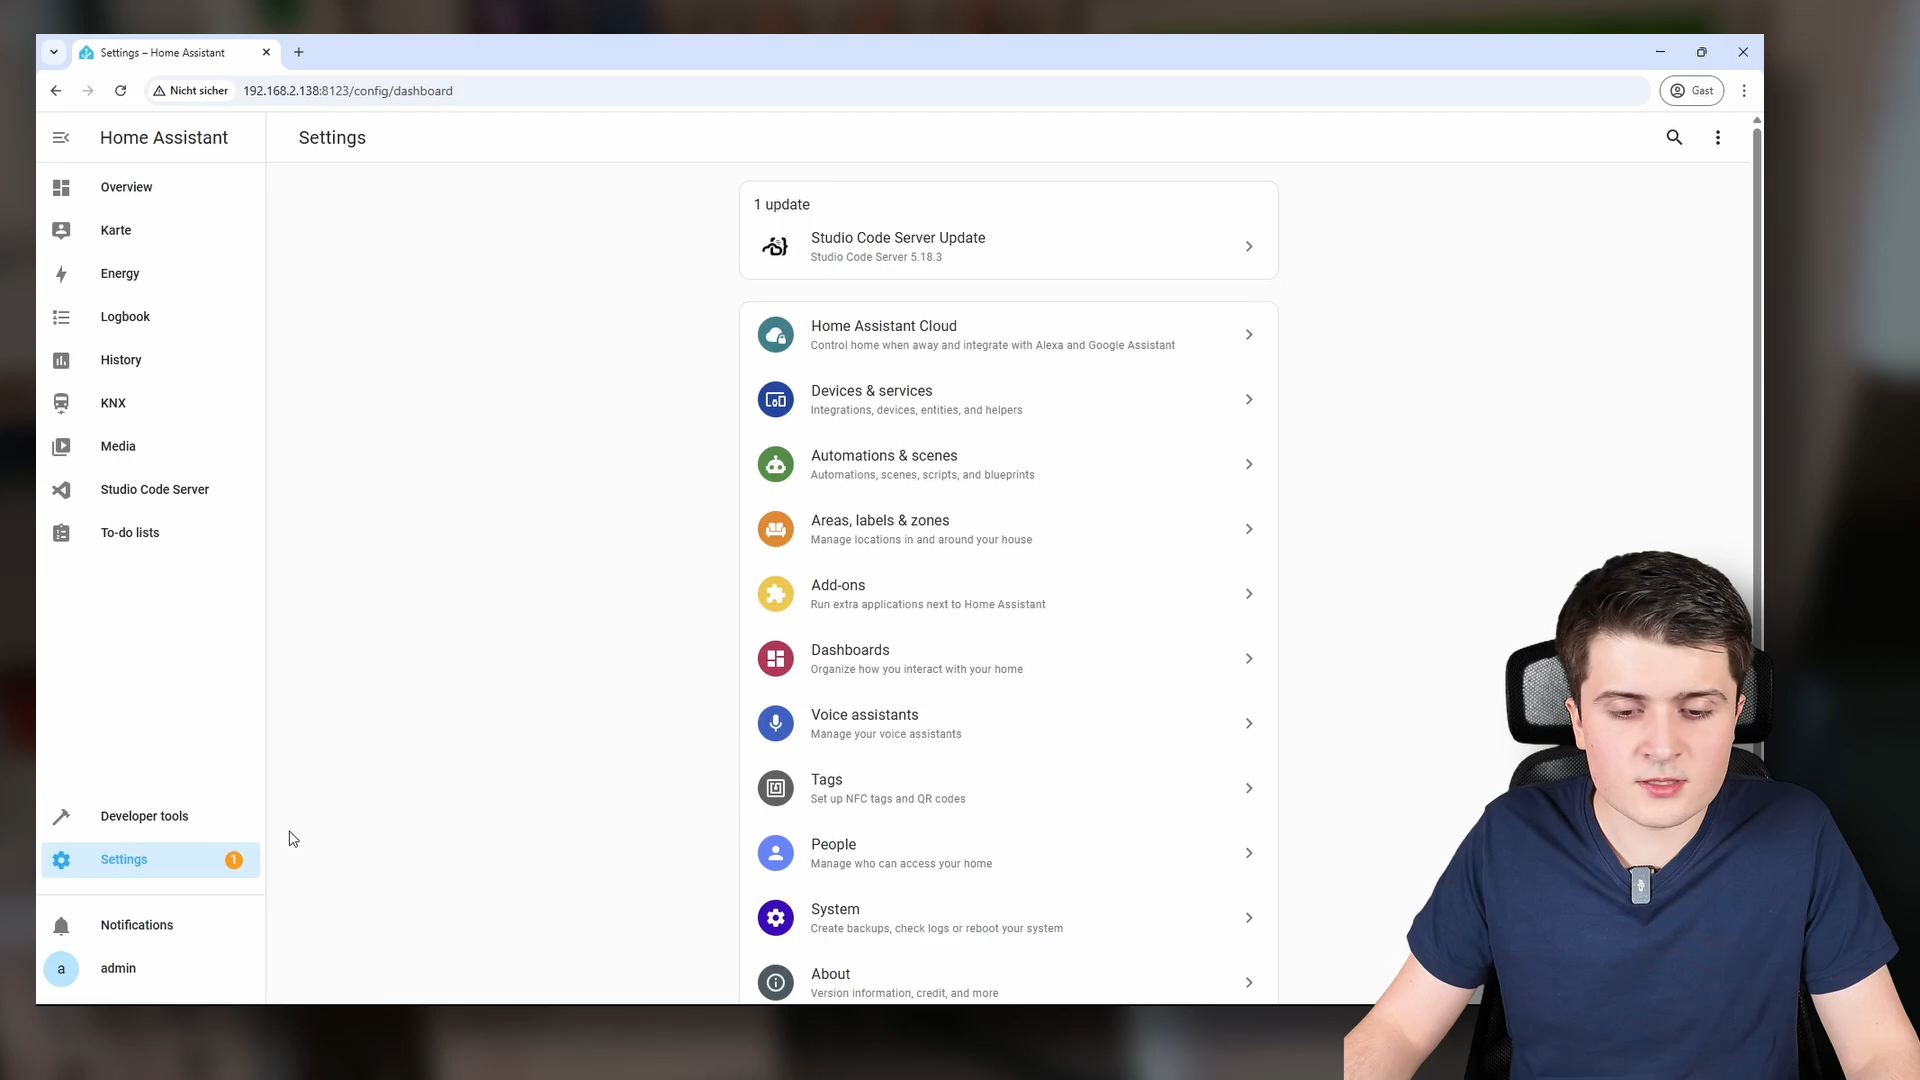 Settings – Home Assistant
Nicht sicher
192.168.2.138:8123/config/dashboard
Gast
Home Assistant
Settings
Overview
Karte
Energy
Logbook
History
KNX
Media
Studio Code Server
To-do lists
Developer tools
Settings
1
Notifications
a
admin
1 update
Studio Code Server Update
Studio Code Server 5.18.3
Home Assistant Cloud
Control home when away and integrate with Alexa and Google Assistant
Devices & services
Integrations, devices, entities, and helpers
Automations & scenes
Automations, scenes, scripts, and blueprints
Areas, labels & zones
Manage locations in and around your house
Add-ons
Run extra applications next to Home Assistant
Dashboards
Organize how you interact with your home
Voice assistants
Manage your voice assistants
Tags
Set up NFC tags and QR codes
People
Manage who can access your home
System
Create backups, check logs or reboot your system
About
Version information, credit, and more